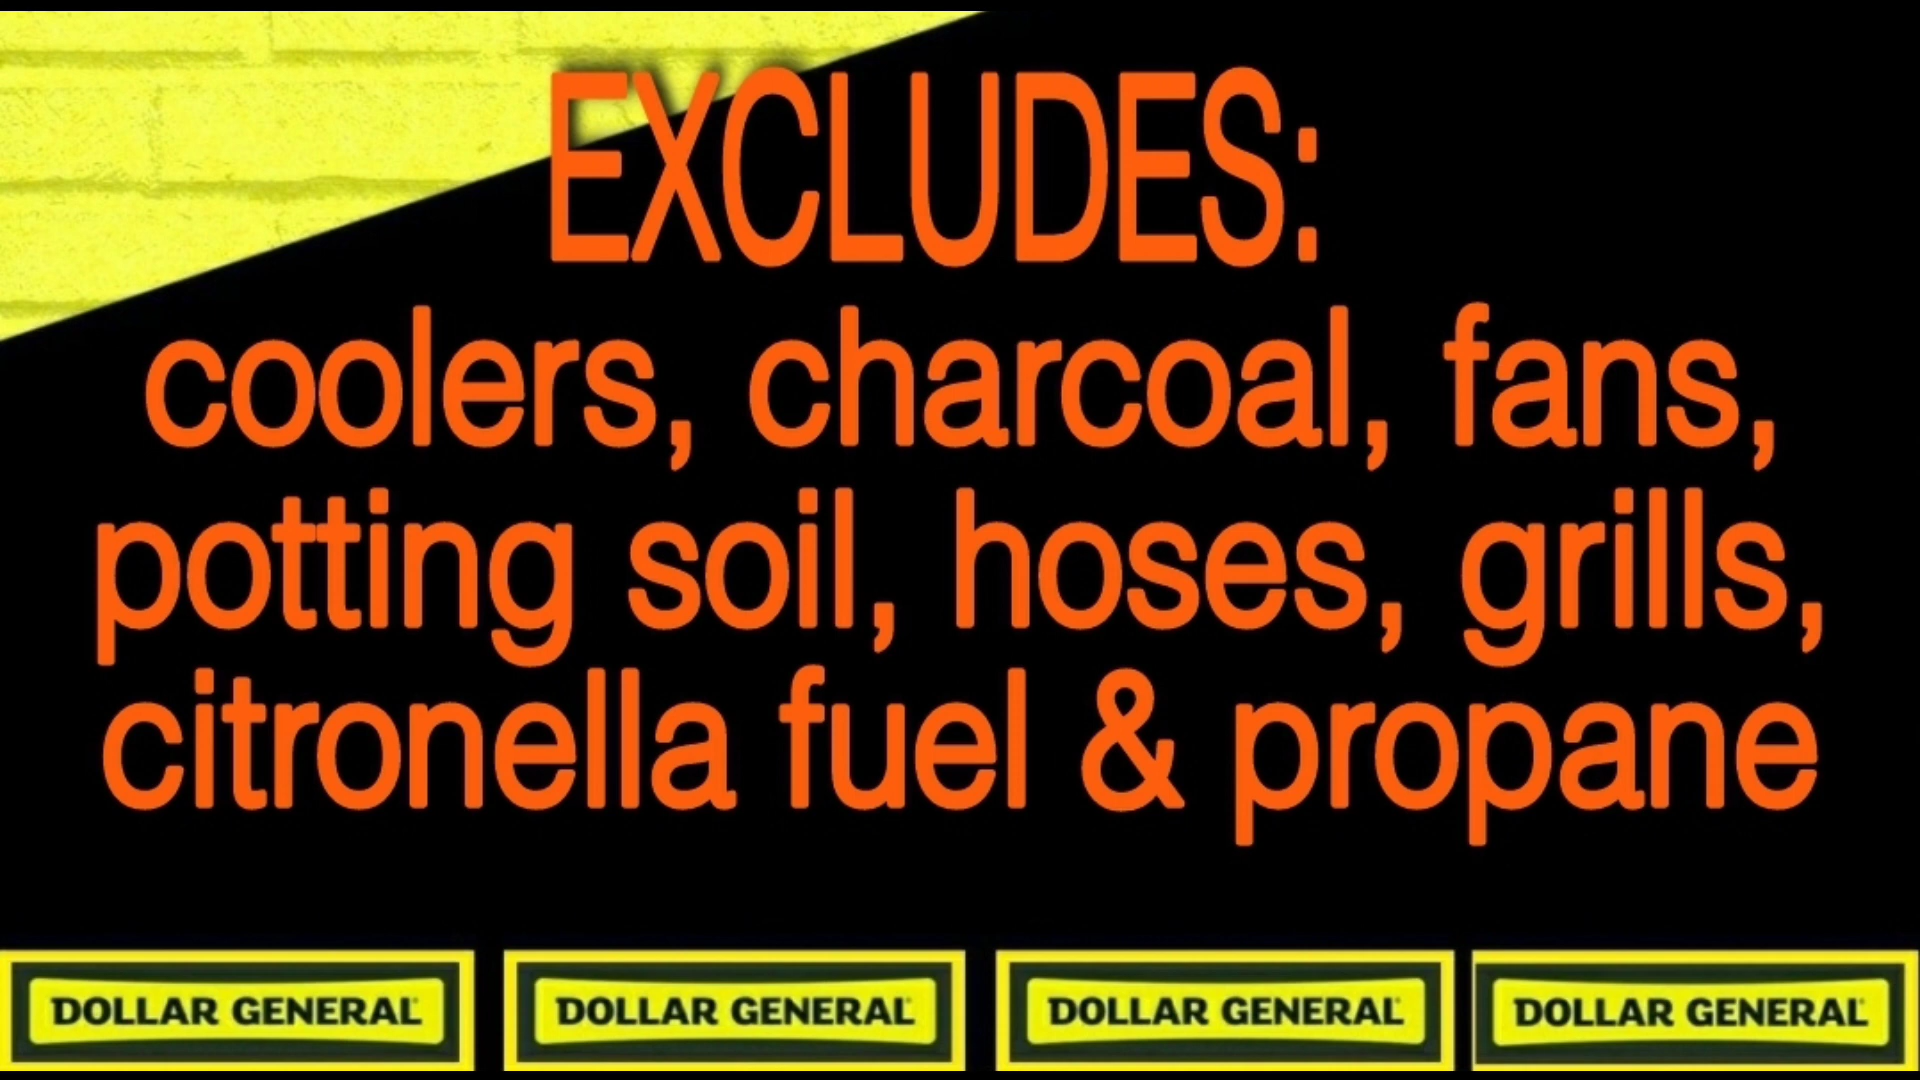 EXCLUDES:
coolers, charcoal, fans,
potting soil, hoses, grills,
citronella fuel & propane
DOLLAR GENERAL DOLLAR GENERAL DOLLAR GENERAL DOLLAR GENERAL